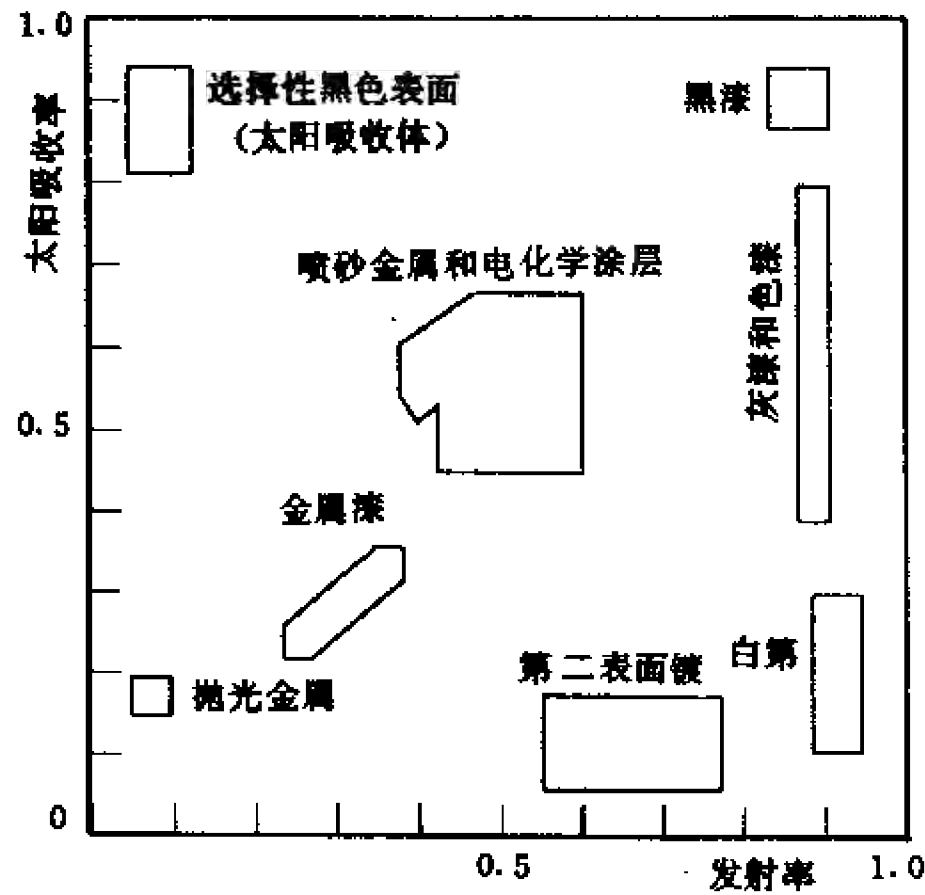 1.0
选择性黑色表面
(太阳吸收体)
黑漆
太阳吸收率
喷砂金属和电化学涂层
灰漆和色漆
0.5
金属漆
白第
第二表面镀
抛光金属
0
0.5
发射率
1.0